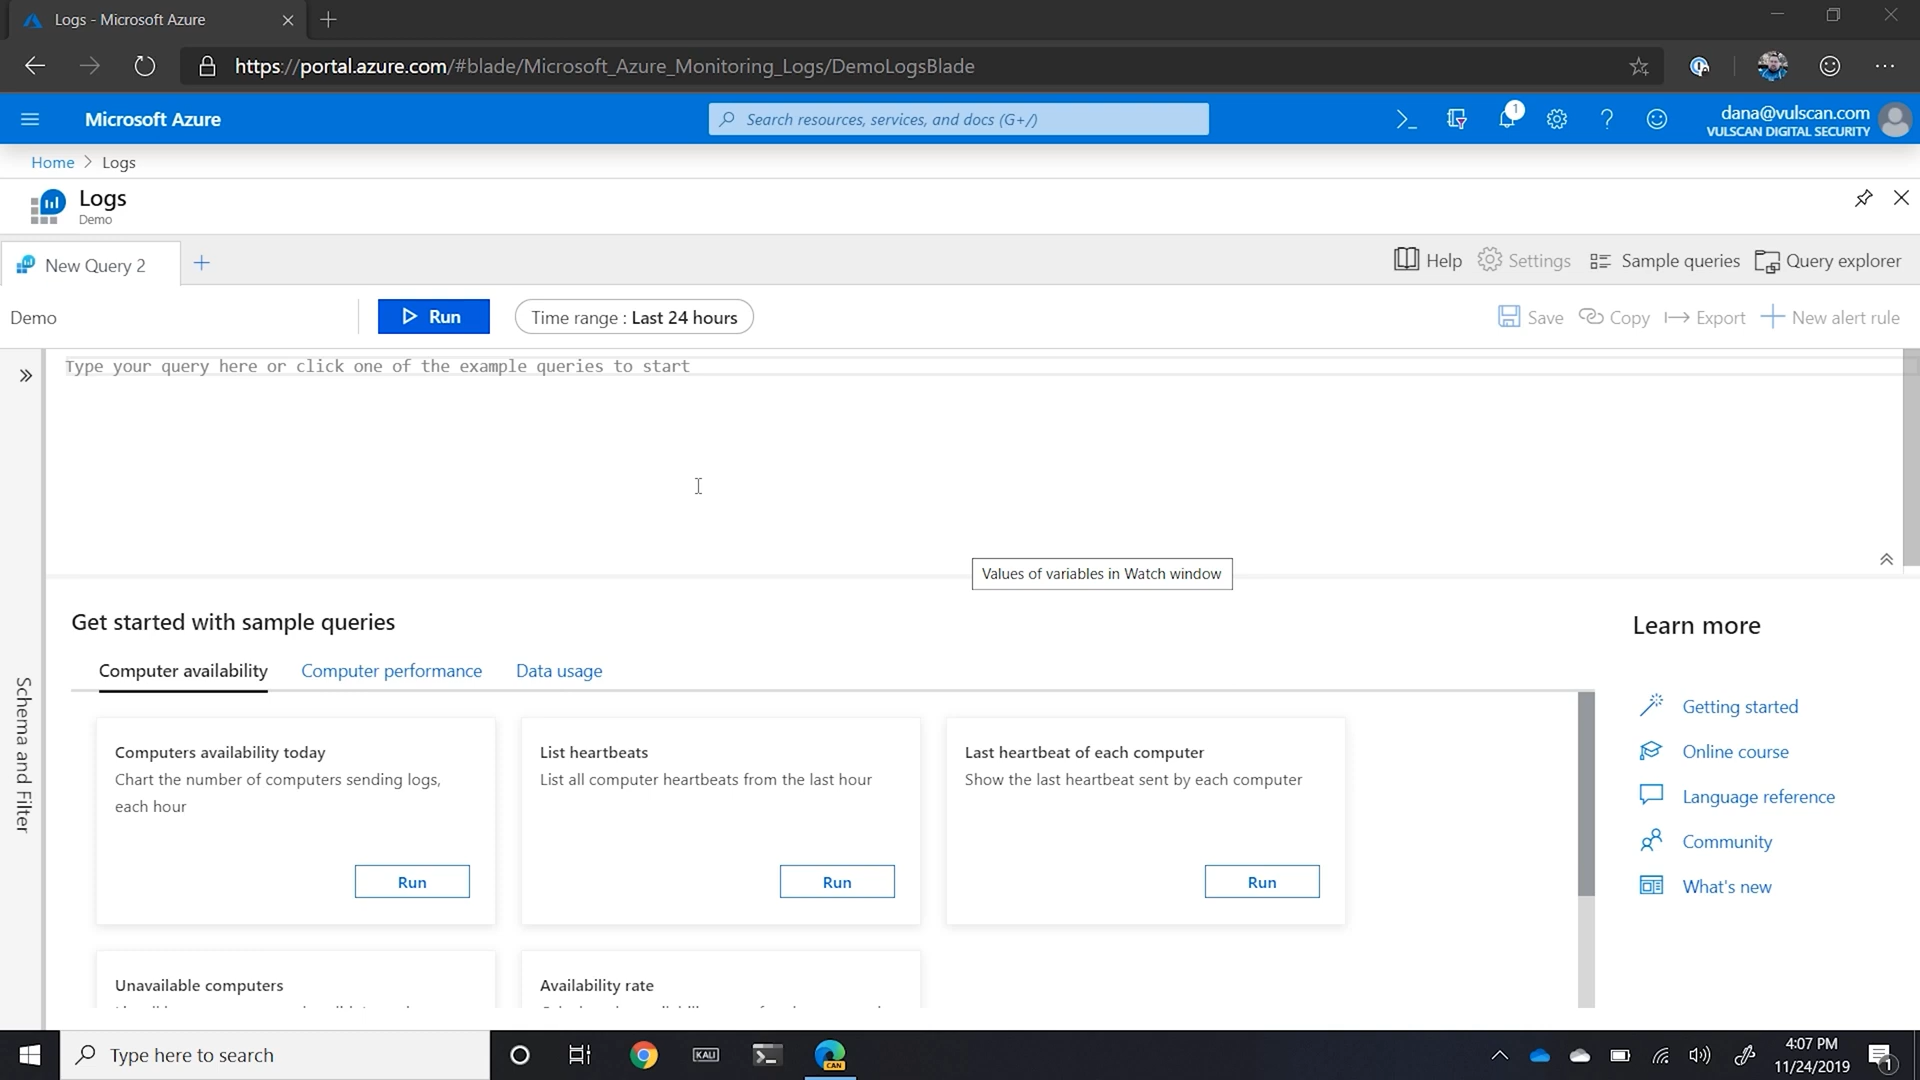 Logs - Microsoft Azure
https://portal.azure.com/#blade/Microsoft_Azure_Monitoring_Logs/DemoLogsBlade
Microsoft Azure
Search resources, services, and docs (G+/)
1
dana@vulscan.com
VULSCAN DIGITAL SECURITY
Home > Logs
Logs
Demo
New Query 2
Help
Settings
Sample queries
Query explorer
Demo
Run
Time range : Last 24 hours
Save
Copy
Export
New alert rule
Type your query here or click one of the example queries to start
Values of variables in Watch window
Schema and Filter
Get started with sample queries
Computer availability
Computer performance
Data usage
Computers availability today
Chart the number of computers sending logs,
each hour
Run
List heartbeats
List all computer heartbeats from the last hour
Run
Last heartbeat of each computer
Show the last heartbeat sent by each computer
Run
Unavailable computers
Availability rate
Learn more
Getting started
Online course
Language reference
Community
What's new
Type here to search
KALI
CAN
4:07 PM
11/24/2019
1